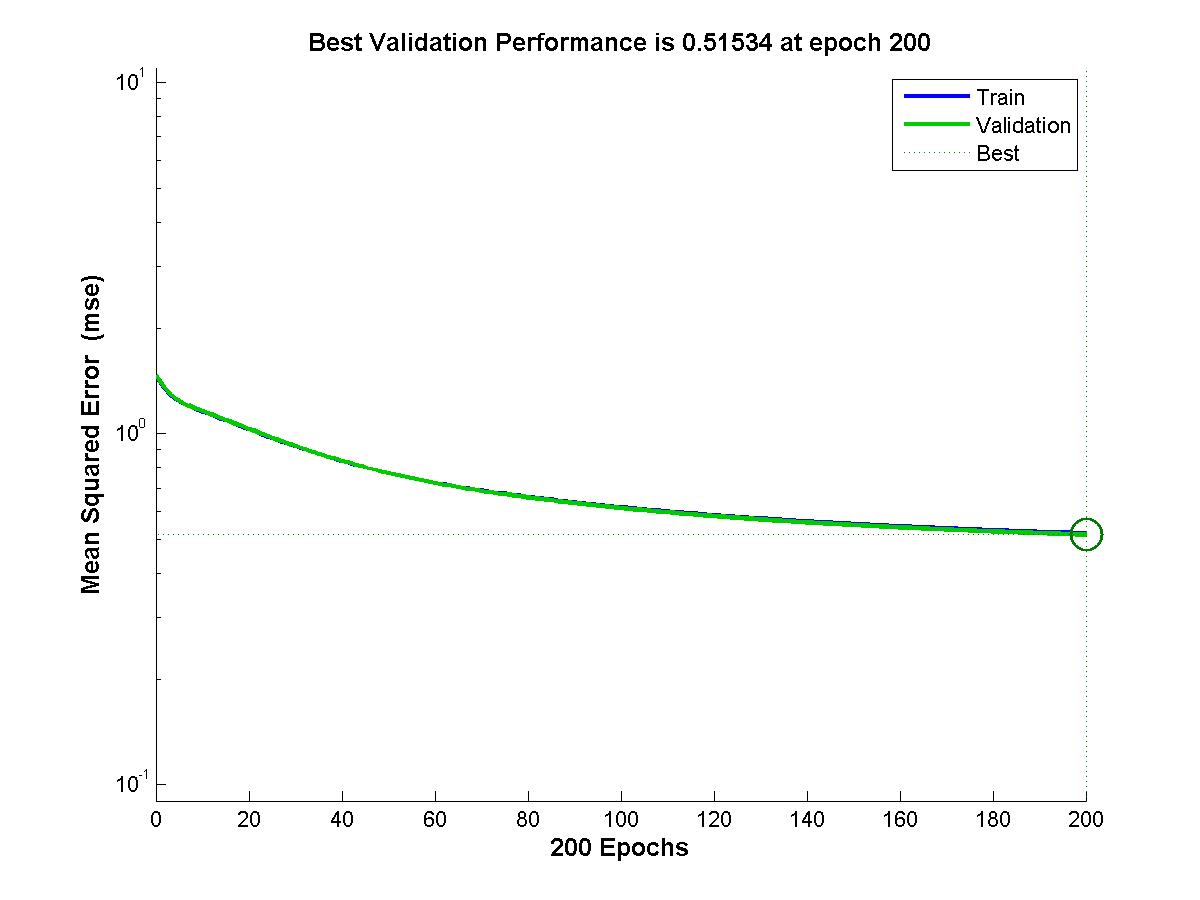 Best Validation Performance is 0.51534 at epoch 200
Train
Validation
Best
Mean Squared Error (mse)
10^1
10^0
10^-1
0 20 40 60 80 100 120 140 160 180 200
200 Epochs